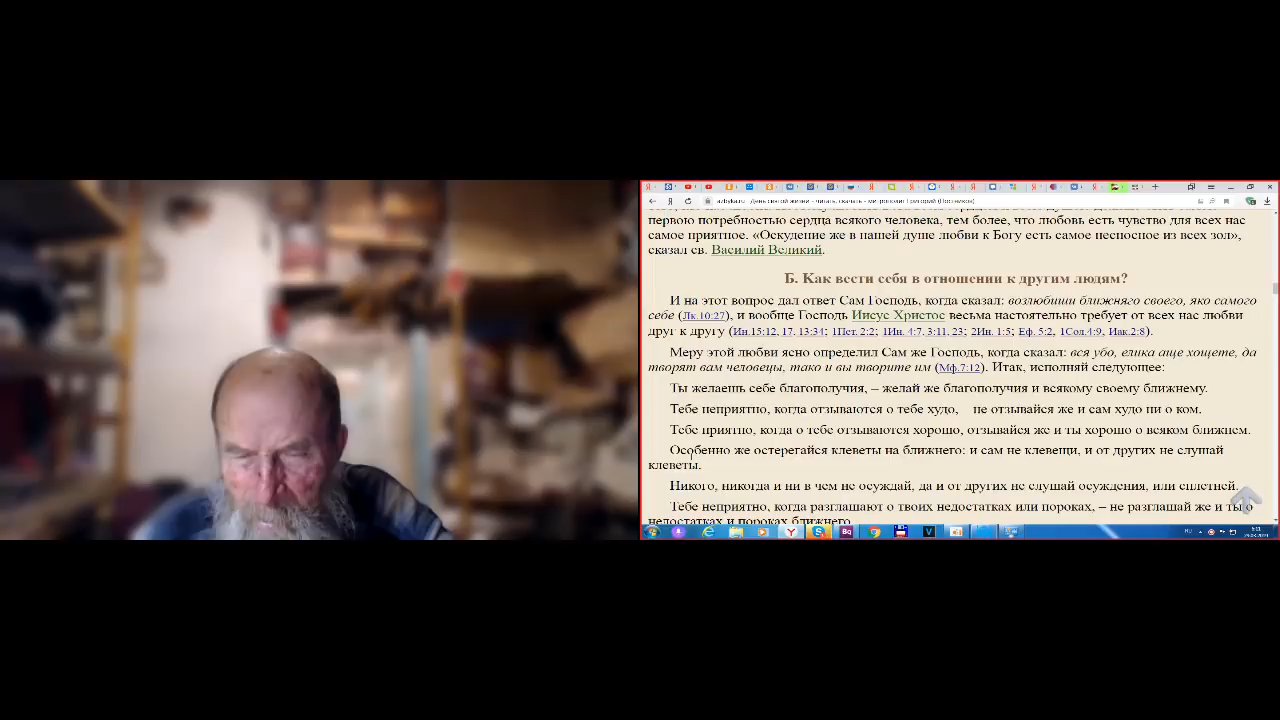 azbyka.ru День святой жизни - читать, скачать - митрополит Григорий (Постников)
первою потребностью сердца всякого человека, тем более, что любовь есть чувство для всех нас
самое приятное. «Оскудение же в нашей душе любви к Богу есть самое несносное из всех зол»,
сказал св. Василий Великий.
Б. Как вести себя в отношении к другим людям?
И на этот вопрос дал ответ Сам Господь, когда сказал: возлюбиши ближняго своего, яко самого
себе (Лк.10:27), и вообще Господь Иисус Христос весьма настоятельно требует от всех нас любви
друг к другу (Ин.15:12, 17, 13:34; 1Пет. 2:2; 1Ин. 4:7, 3:11, 23; 2Ин. 1:5; Еф. 5:2, 1Сол.4:9, Иак.2:8).
Меру этой любви ясно определил Сам же Господь, когда сказал: вся убо, елика аще хощете, да
творят вам человецы, тако и вы творите им (Мф.7:12). Итак, исполняй следующее:
Ты желаешь себе благополучия, – желай же благополучия и всякому своему ближнему.
Тебе неприятно, когда отзываются о тебе худо, не отзывайся же и сам худо ни о ком.
Тебе приятно, когда о тебе отзываются хорошо, отзывайся же и ты хорошо о всяком ближнем.
Особенно же остерегайся клеветы на ближнего: и сам не клевещи, и от других не слушай
клеветы.
Никого, никогда и ни в чем не осуждай, да и от других не слушай осуждения, или сплетней.
Тебе неприятно, когда разглашают о твоих недостатках или пороках, – не разглашай же и ты о
недостатках и пороках ближнего